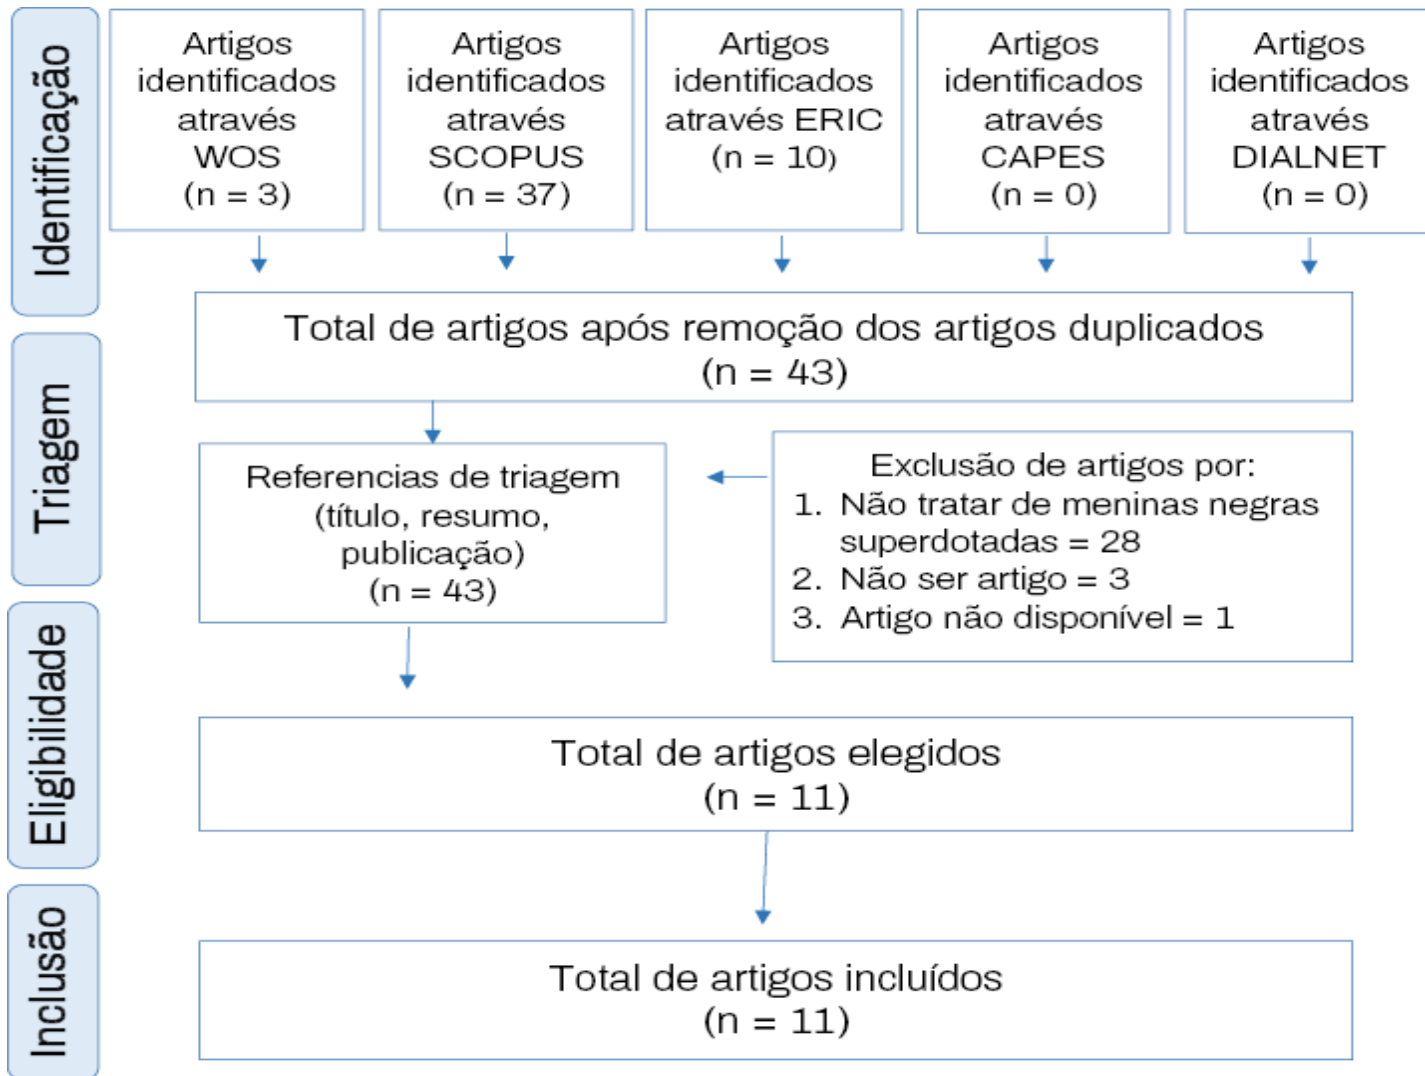 Identificação
Artigos
identificados
através
WOS
(n = 3)
Artigos
identificados
através
SCOPUS
(n = 37)
Artigos
identificados
através ERIC
(n = 10)
Artigos
identificados
através
CAPES
(n = 0)
Artigos
identificados
através
DIALNET
(n = 0)
Total de artigos após remoção dos artigos duplicados
(n = 43)
Triagem
Referencias de triagem
(título, resumo,
publicação)
(n = 43)
Exclusão de artigos por:
1. Não tratar de meninas negras
superdotadas = 28
2. Não ser artigo = 3
3. Artigo não disponível = 1
Eligibilidade
Total de artigos elegidos
(n = 11)
Inclusão
Total de artigos incluídos
(n = 11)